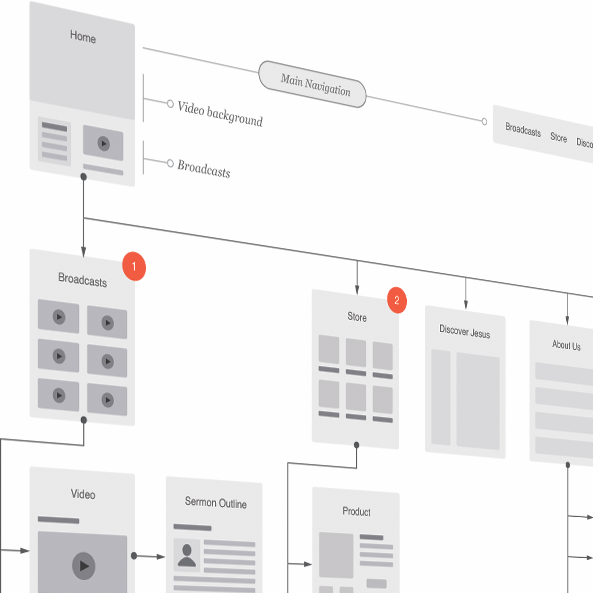 Home
Main Navigation
Video background
Broadcasts
Broadcasts Store
1
Broadcasts
2
Store
Discover Jesus
About Us
Video
Sermon Outline
Product